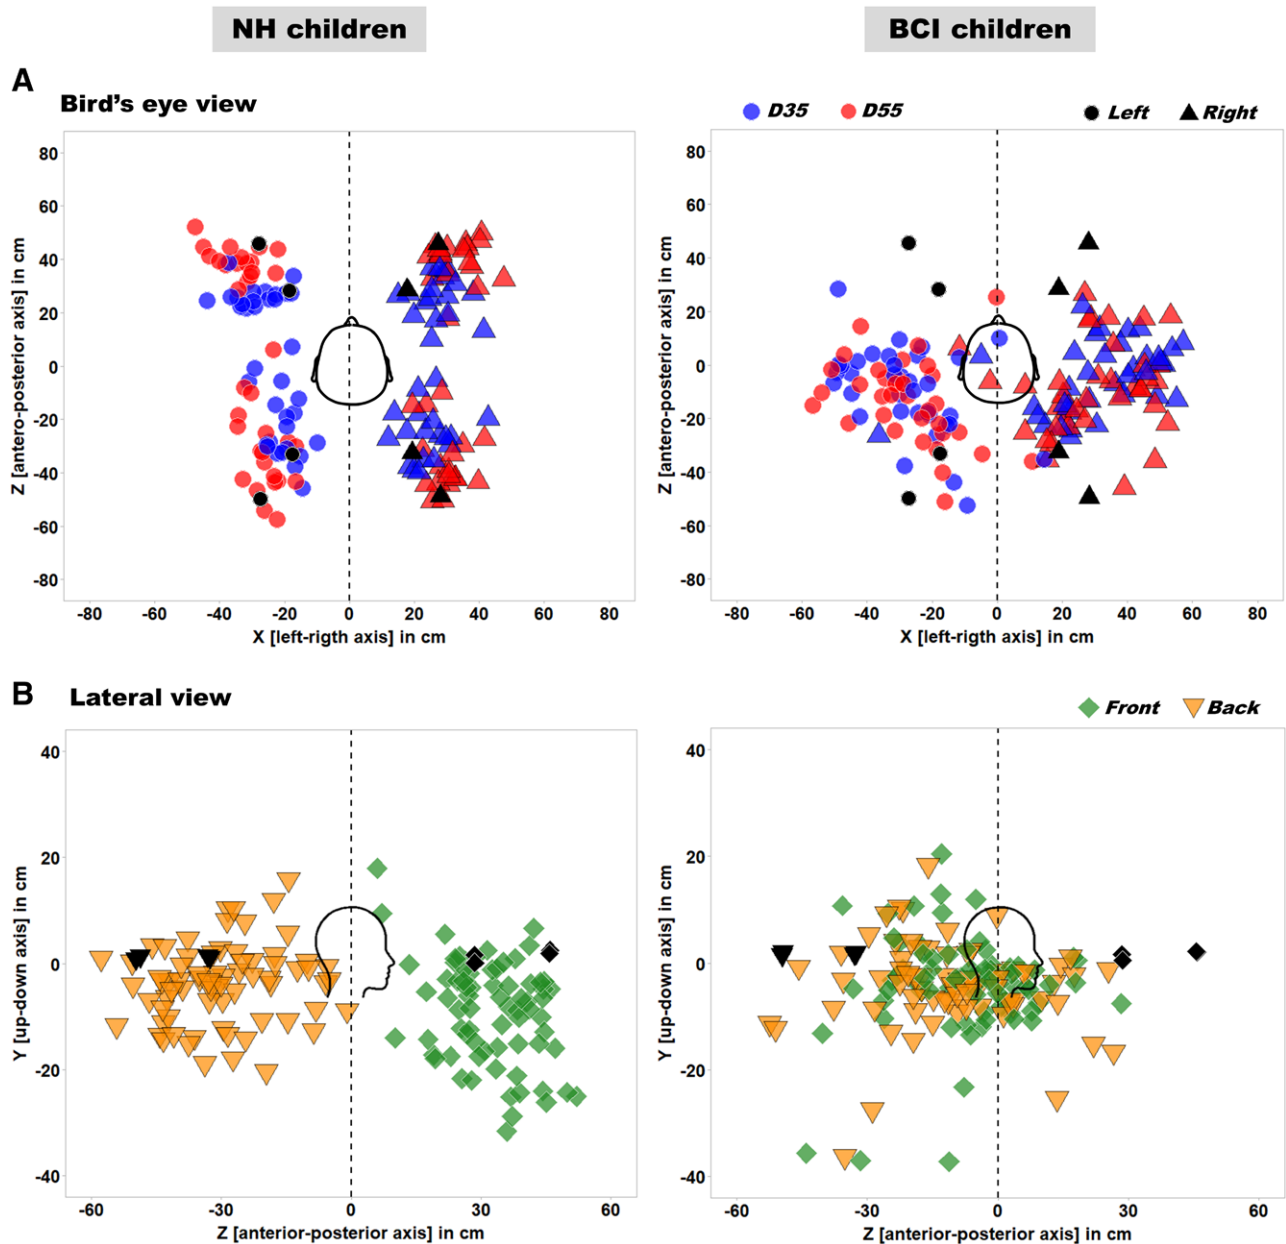 NH children
BCI children
A
Bird's eye view
D35 D55 Left Right
80
60
40
20
0
-20
-40
-60
-80
Z [antero-posterior axis] in cm
-80 -60 -40 -20 0 20 40 60 80
X [left-rigth axis] in cm
80
60
40
20
0
-20
-40
-60
-80
Z [antero-posterior axis] in cm
-80 -60 -40 -20 0 20 40 60 80
X [left-rigth axis] in cm
B
Lateral view
Front Back
40
20
0
-20
-40
Y [up-down axis] in cm
-60 -30 0 30 60
Z [anterior-posterior axis] in cm
40
20
0
-20
-40
Y [up-down axis] in cm
-60 -30 0 30 60
Z [anterior-posterior axis] in cm